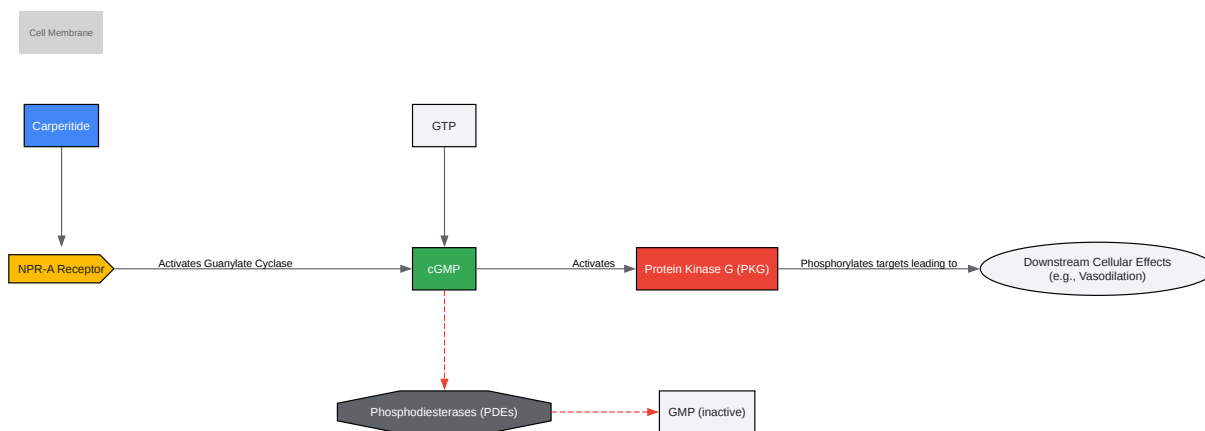 Cell Membrane
Carperitide
GTP
NPR-A Receptor
Activates Guanylate Cyclase
cGMP
Activates
Protein Kinase G (PKG)
Phosphorylates targets leading to
Downstream Cellular Effects
(e.g., Vasodilation)
Phosphodiesterases (PDEs)
GMP (inactive)